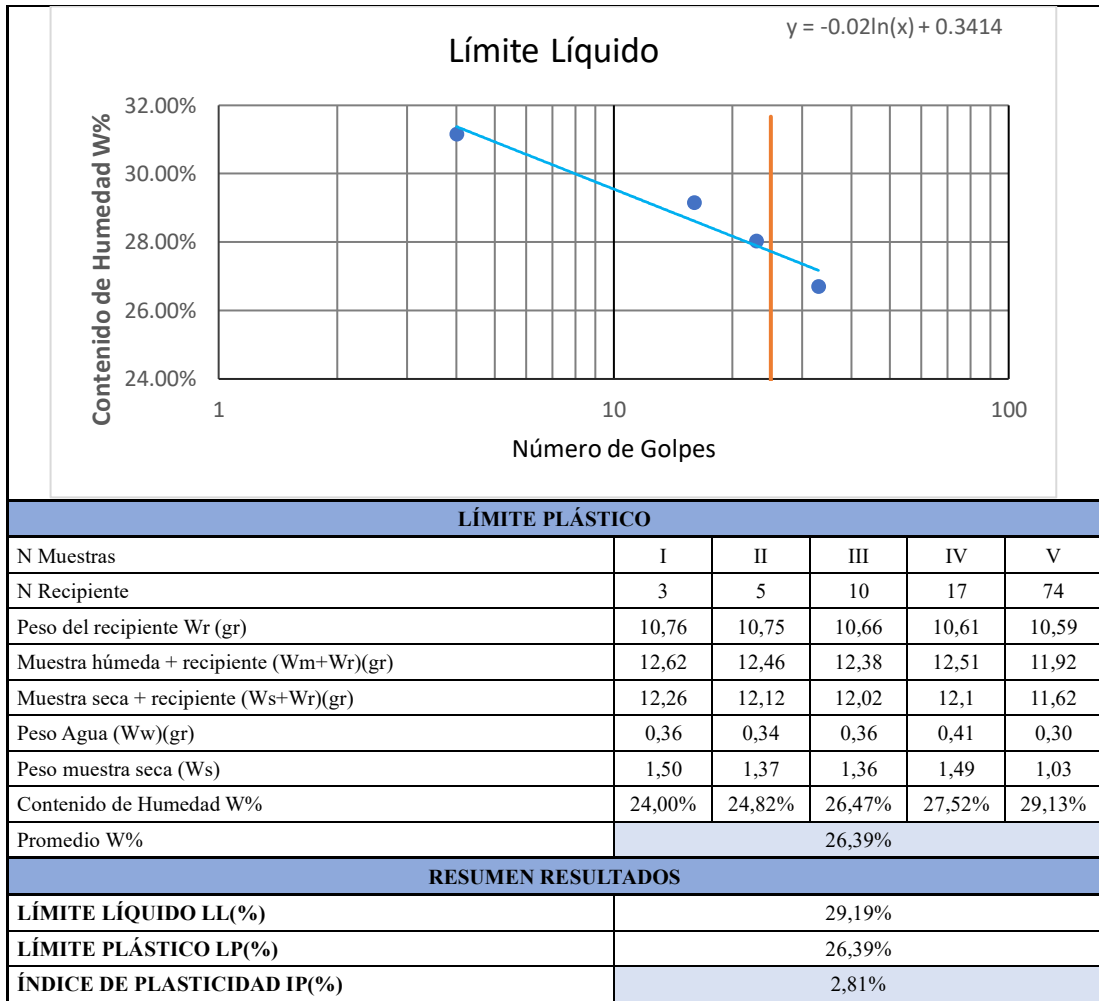 y = -0.02ln(x) + 0.3414
Límite Líquido
Contenido de Humedad W%
32.00%
30.00%
28.00%
26.00%
24.00%
1 10 100
Número de Golpes
LÍMITE PLÁSTICO
N Muestras I II III IV V
N Recipiente 3 5 10 17 74
Peso del recipiente Wr (gr) 10,76 10,75 10,66 10,61 10,59
Muestra húmeda + recipiente (Wm+Wr)(gr) 12,62 12,46 12,38 12,51 11,92
Muestra seca + recipiente (Ws+Wr)(gr) 12,26 12,12 12,02 12,1 11,62
Peso Agua (Ww)(gr) 0,36 0,34 0,36 0,41 0,30
Peso muestra seca (Ws) 1,50 1,37 1,36 1,49 1,03
Contenido de Humedad W% 24,00% 24,82% 26,47% 27,52% 29,13%
Promedio W% 26,39%
RESUMEN RESULTADOS
LÍMITE LÍQUIDO LL(%) 29,19%
LÍMITE PLÁSTICO LP(%) 26,39%
ÍNDICE DE PLASTICIDAD IP(%) 2,81%